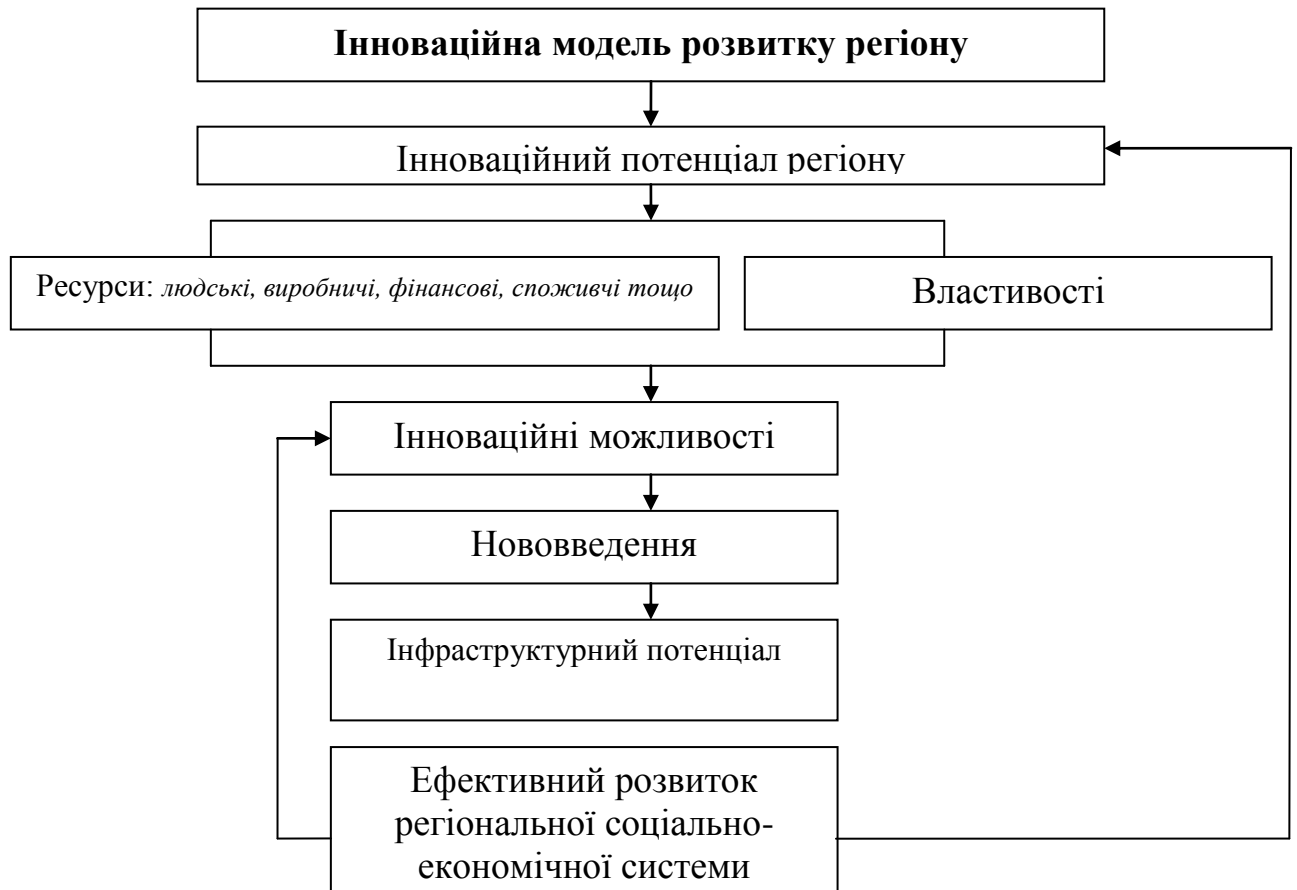 Інноваційна модель розвитку регіону
Інноваційний потенціал регіону
Ресурси: людські, виробничі, фінансові, споживчі тощо
Властивості
Інноваційні можливості
Нововведення
Інфраструктурний потенціал
Ефективний розвиток
регіональної соціально-
економічної системи